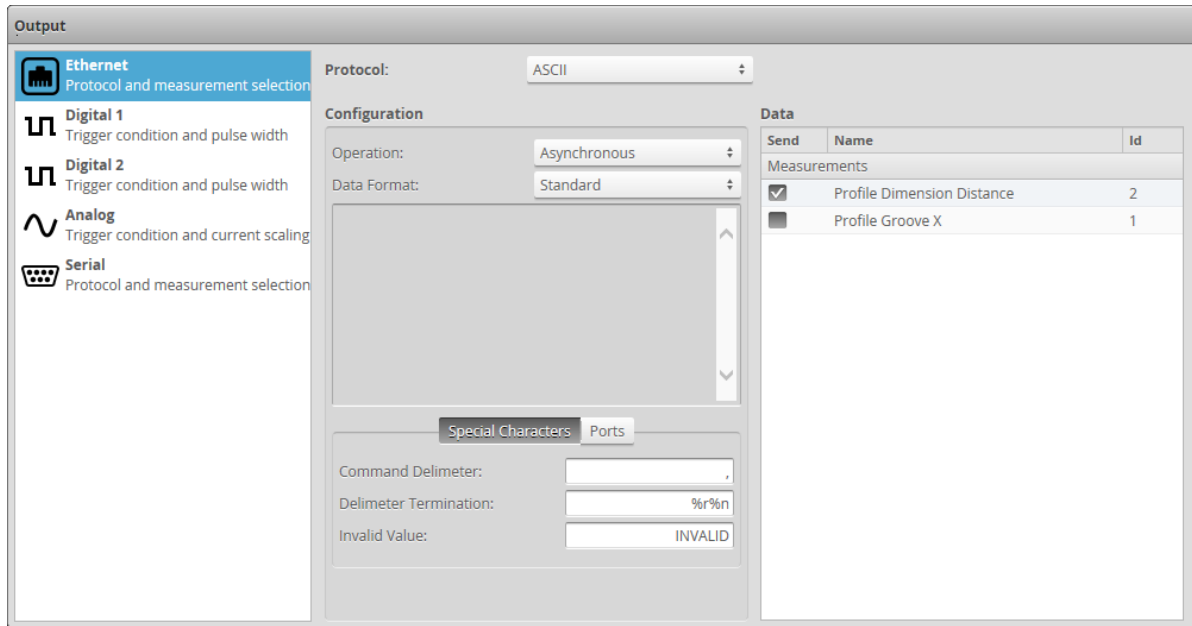 Output
Ethernet
Protocol and measurement selection
Digital 1
Trigger condition and pulse width
Digital 2
Trigger condition and pulse width
Analog
Trigger condition and current scaling
Serial
Protocol and measurement selection
Protocol: ASCII
Configuration
Operation: Asynchronous
Data Format: Standard
Special Characters Ports
Command Delimeter: ,
Delimeter Termination: %r%n
Invalid Value: INVALID
Data
Send Name Id
Measurements
Profile Dimension Distance 2
Profile Groove X 1